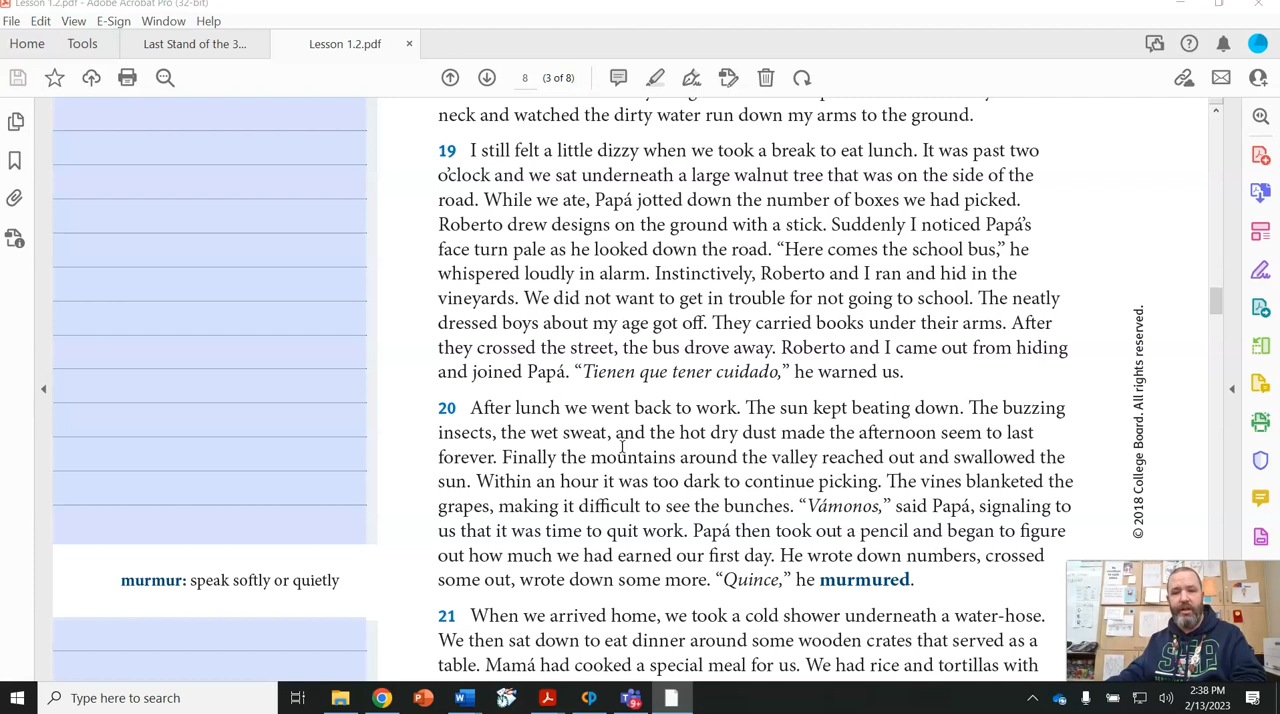 Lesson 1.2.pdf - Adobe Acrobat Pro (32-bit)
File Edit View E-Sign Window Help
Home Tools Last Stand of the 3... Lesson 1.2.pdf ×
8 (3 of 8)
neck and watched the dirty water run down my arms to the ground.
19 I still felt a little dizzy when we took a break to eat lunch. It was past two
o’clock and we sat underneath a large walnut tree that was on the side of the
road. While we ate, Papá jotted down the number of boxes we had picked.
Roberto drew designs on the ground with a stick. Suddenly I noticed Papá’s
face turn pale as he looked down the road. “Here comes the school bus,” he
whispered loudly in alarm. Instinctively, Roberto and I ran and hid in the
vineyards. We did not want to get in trouble for not going to school. The neatly
dressed boys about my age got off. They carried books under their arms. After
they crossed the street, the bus drove away. Roberto and I came out from hiding
and joined Papá. “Tienen que tener cuidado,” he warned us.
20 After lunch we went back to work. The sun kept beating down. The buzzing
insects, the wet sweat, and the hot dry dust made the afternoon seem to last
forever. Finally the mountains around the valley reached out and swallowed the
sun. Within an hour it was too dark to continue picking. The vines blanketed the
grapes, making it difficult to see the bunches. “Vámonos,” said Papá, signaling to
us that it was time to quit work. Papá then took out a pencil and began to figure
out how much we had earned our first day. He wrote down numbers, crossed
some out, wrote down some more. “Quince,” he murmured.
murmur: speak softly or quietly
21 When we arrived home, we took a cold shower underneath a water-hose.
We then sat down to eat dinner around some wooden crates that served as a
table. Mamá had cooked a special meal for us. We had rice and tortillas with
© 2018 College Board. All rights reserved.
Type here to search
9+
2:38 PM
2/13/2023